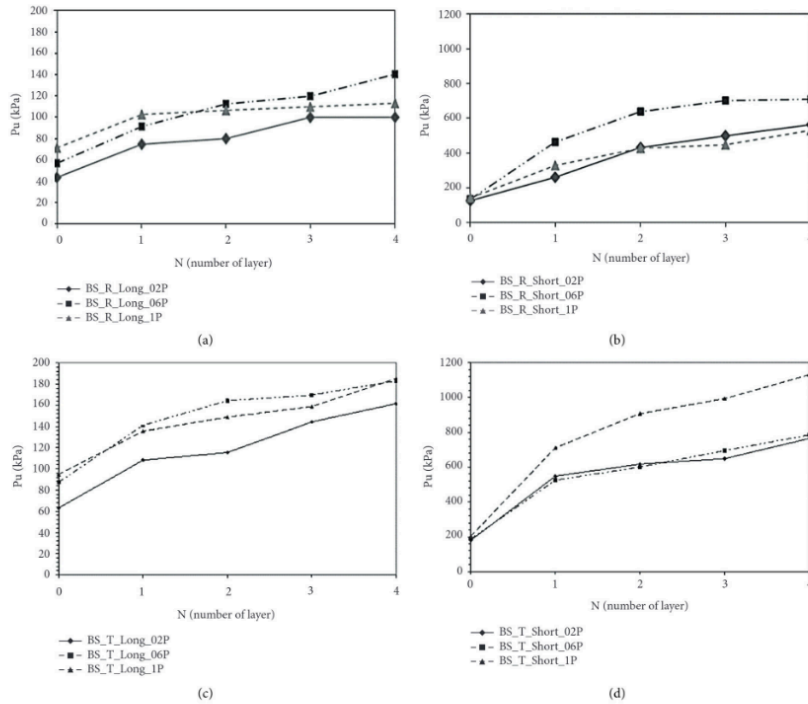 200
180
160
140
120
100
80
60
40
20
0
Pu (kPa)
0 1 2 3 4
N (number of layer)
BS_R_Long_02P
BS_R_Long_06P
BS_R_Long_1P
(a)
1200
1000
800
600
400
200
0
Pu (kPa)
0 1 2 3 4
N (number of layer)
BS_R_Short_02P
BS_R_Short_06P
BS_R_Short_1P
(b)
200
180
160
140
120
100
80
60
40
20
0
Pu (kPa)
0 1 2 3 4
N (number of layer)
BS_T_Long_02P
BS_T_Long_06P
BS_T_Long_1P
(c)
1200
1000
800
600
400
200
0
Pu (kPa)
0 1 2 3 4
N (number of layer)
BS_T_Short_02P
BS_T_Short_06P
BS_T_Short_1P
(d)